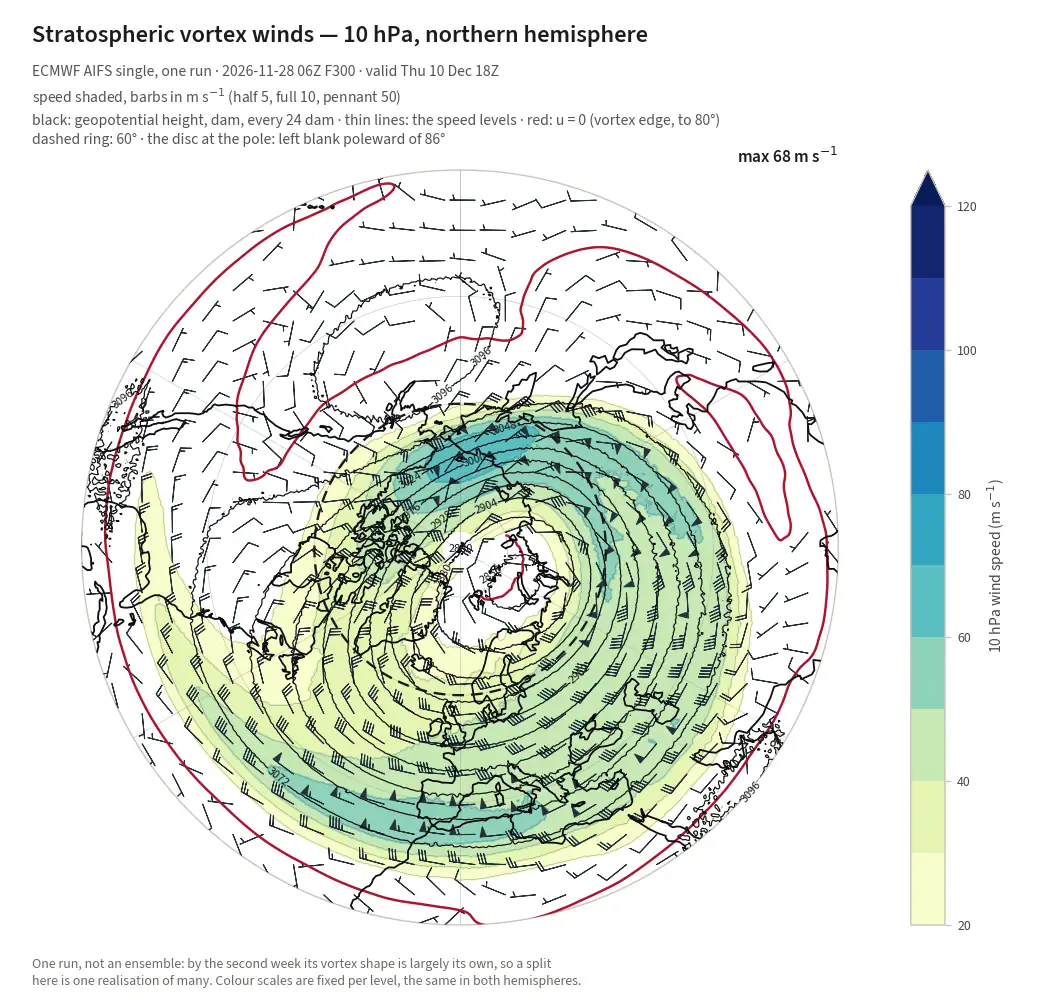 Stratospheric vortex winds — 10 hPa, northern hemisphere
ECMWF AIFS single, one run · 2026-11-28 06Z F300 · valid Thu 10 Dec 18Z
speed shaded, barbs in m s⁻¹ (half 5, full 10, pennant 50)
black: geopotential height, dam, every 24 dam · thin lines: the speed levels · red: u = 0 (vortex edge, to 80°)
dashed ring: 60° · the disc at the pole: left blank poleward of 86°
max 68 m s⁻¹
120
100
80
60
40
20
10 hPa wind speed (m s⁻¹)
3096
3096
3096
3048
2904
3072
3096
One run, not an ensemble: by the second week its vortex shape is largely its own, so a split
here is one realisation of many. Colour scales are fixed per level, the same in both hemispheres.